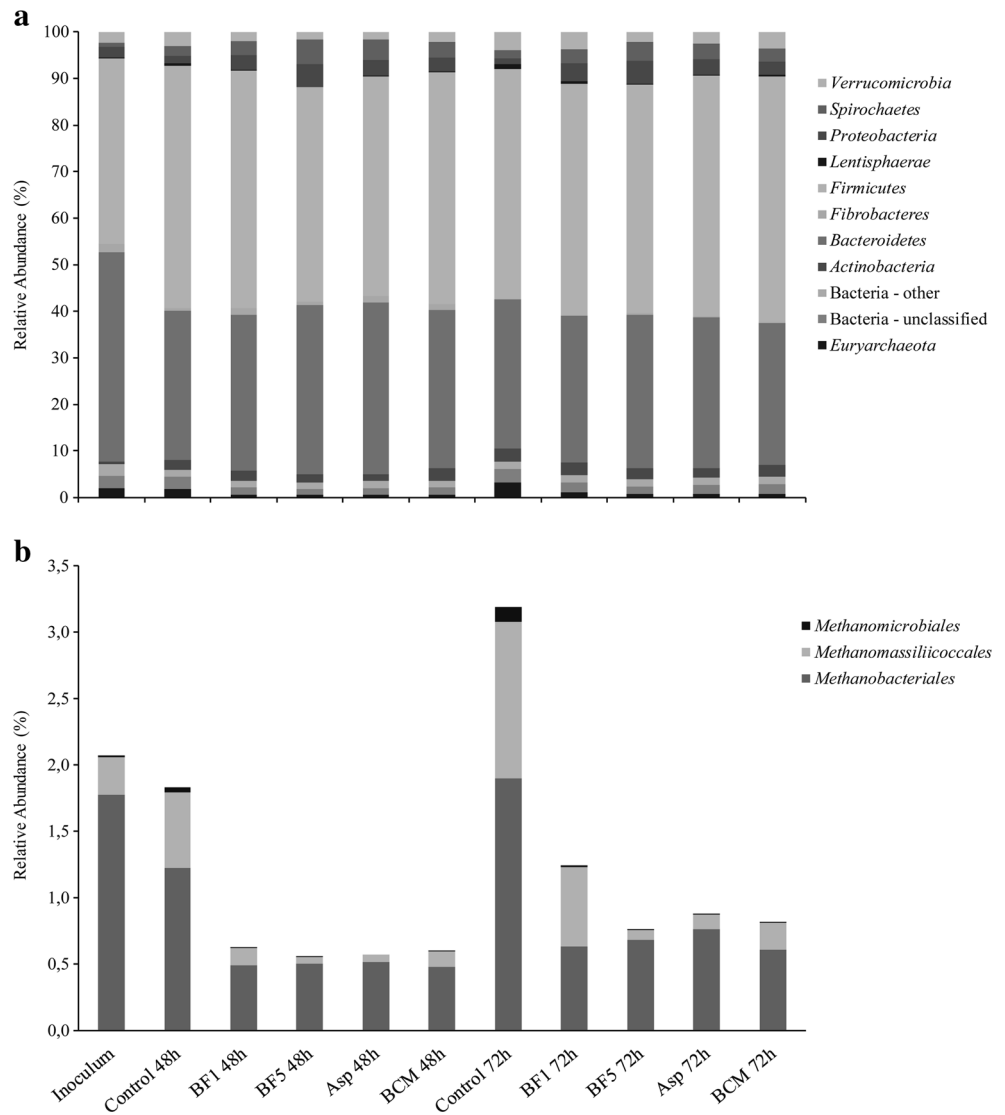 a
100
90
80
70
60
50
40
30
20
10
0
Relative Abundance (%)
Verrucomicrobia
Spirochaetes
Proteobacteria
Lentisphaerae
Firmicutes
Fibrobacteres
Bacteroidetes
Actinobacteria
Bacteria - other
Bacteria - unclassified
Euryarchaeota
b
3,5
3,0
2,5
2,0
1,5
1,0
0,5
0,0
Relative Abundance (%)
Methanomicrobiales
Methanomassiliicoccales
Methanobacteriales
Inoculum
Control 48h
BF1 48h
BF5 48h
Asp 48h
BCM 48h
Control 72h
BF1 72h
BF5 72h
Asp 72h
BCM 72h